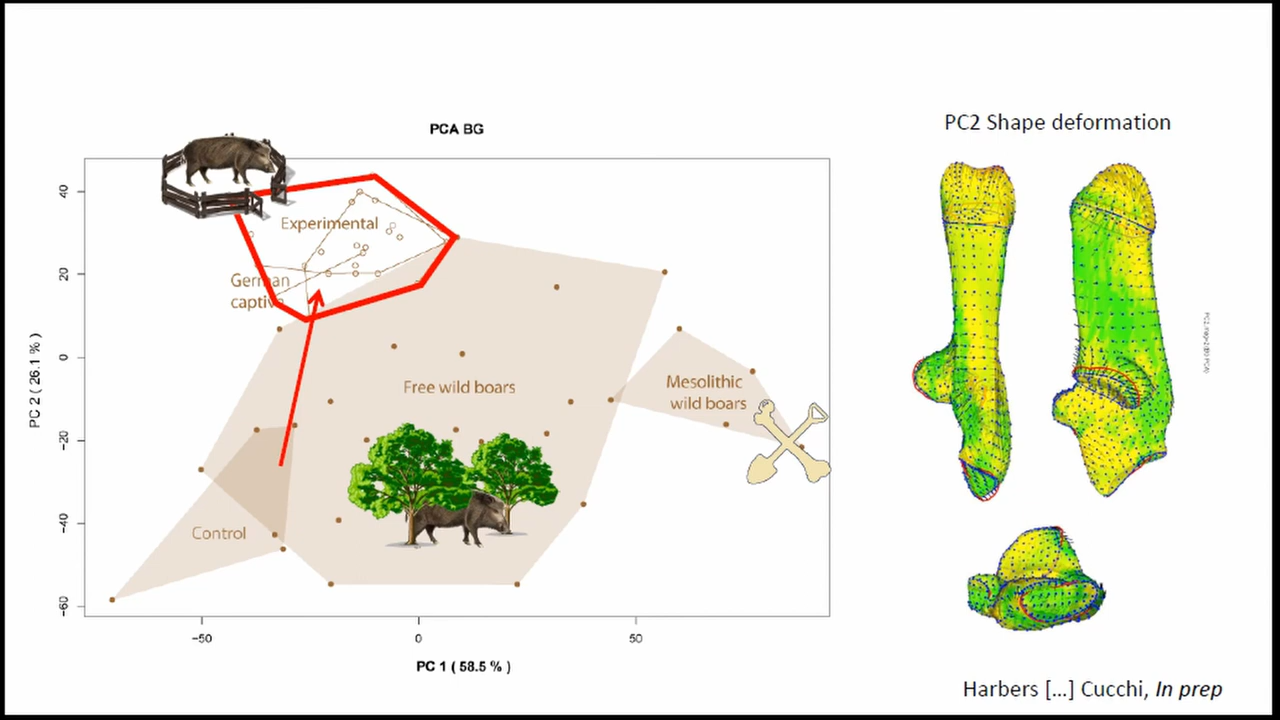 PCA BG
PC2 Shape deformation
Experimental
German
captive
Free wild boars
Mesolithic
wild boars
Control
PC 2 ( 26.1 % )
40
20
0
−20
−40
−60
−50
0
50
PC 1 ( 58.5 % )
Harbers [...] Cucchi, In prep